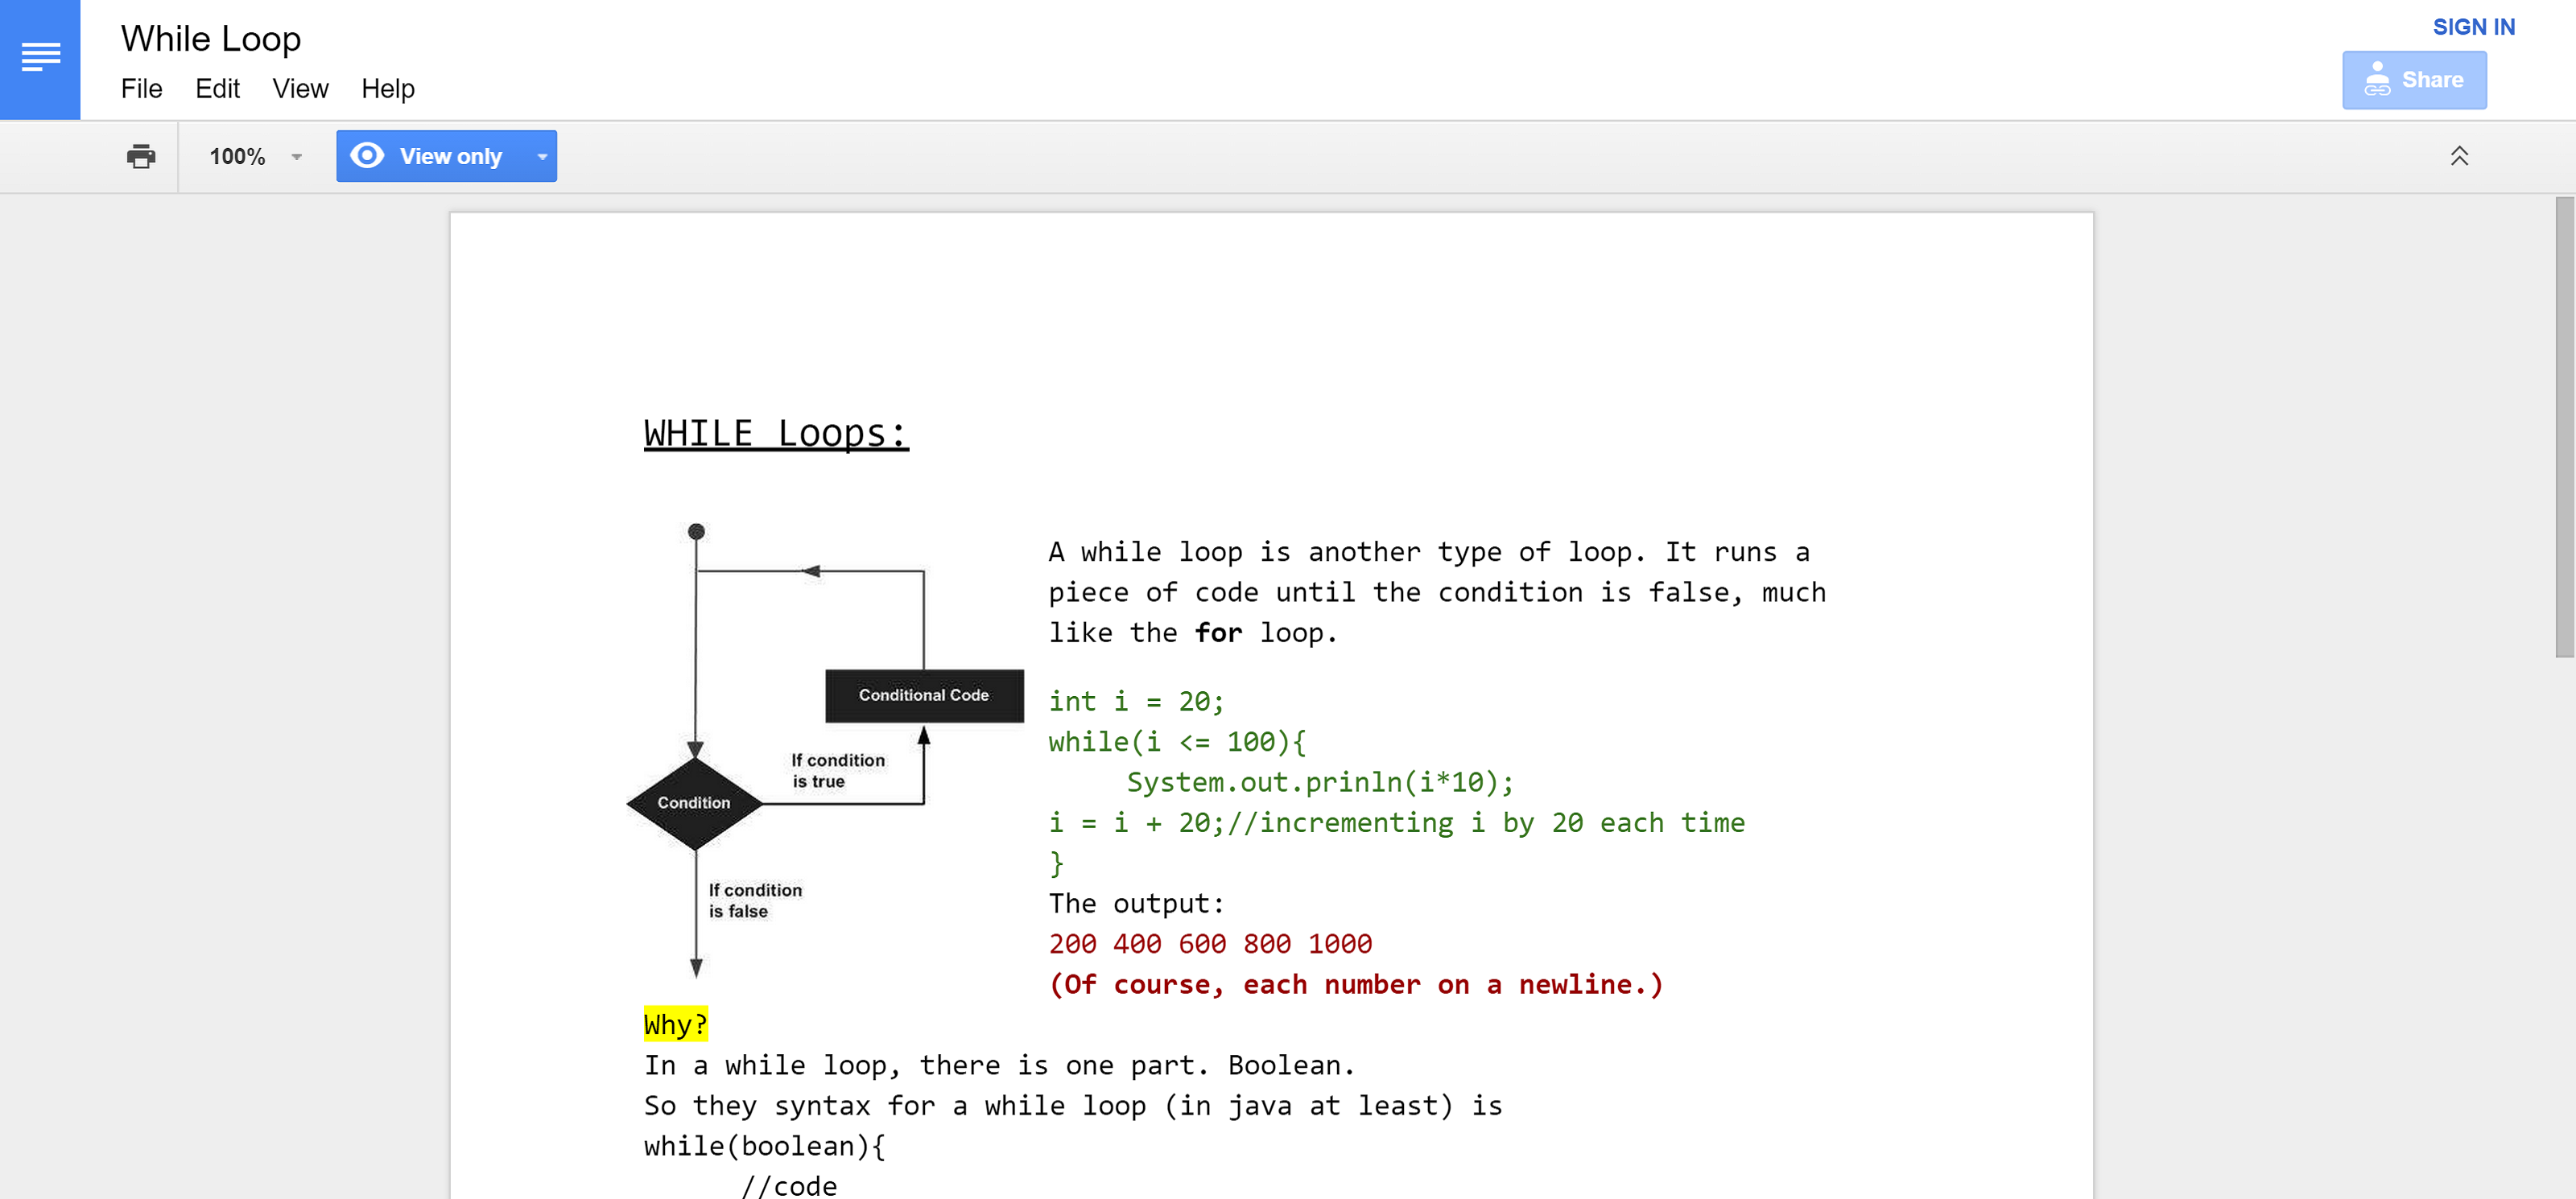 While Loop
SIGN IN
File Edit View Help
Share
100%
View only
WHILE Loops:
A while loop is another type of loop. It runs a
piece of code until the condition is false, much
like the for loop.
Conditional Code
int i = 20;
while(i <= 100){
If condition
is true
System.out.prinln(i*10);
Condition
i = i + 20;//incrementing i by 20 each time
}
If condition
is false
The output:
200 400 600 800 1000
(Of course, each number on a newline.)
Why?
In a while loop, there is one part. Boolean.
So they syntax for a while loop (in java at least) is
while(boolean){
//code